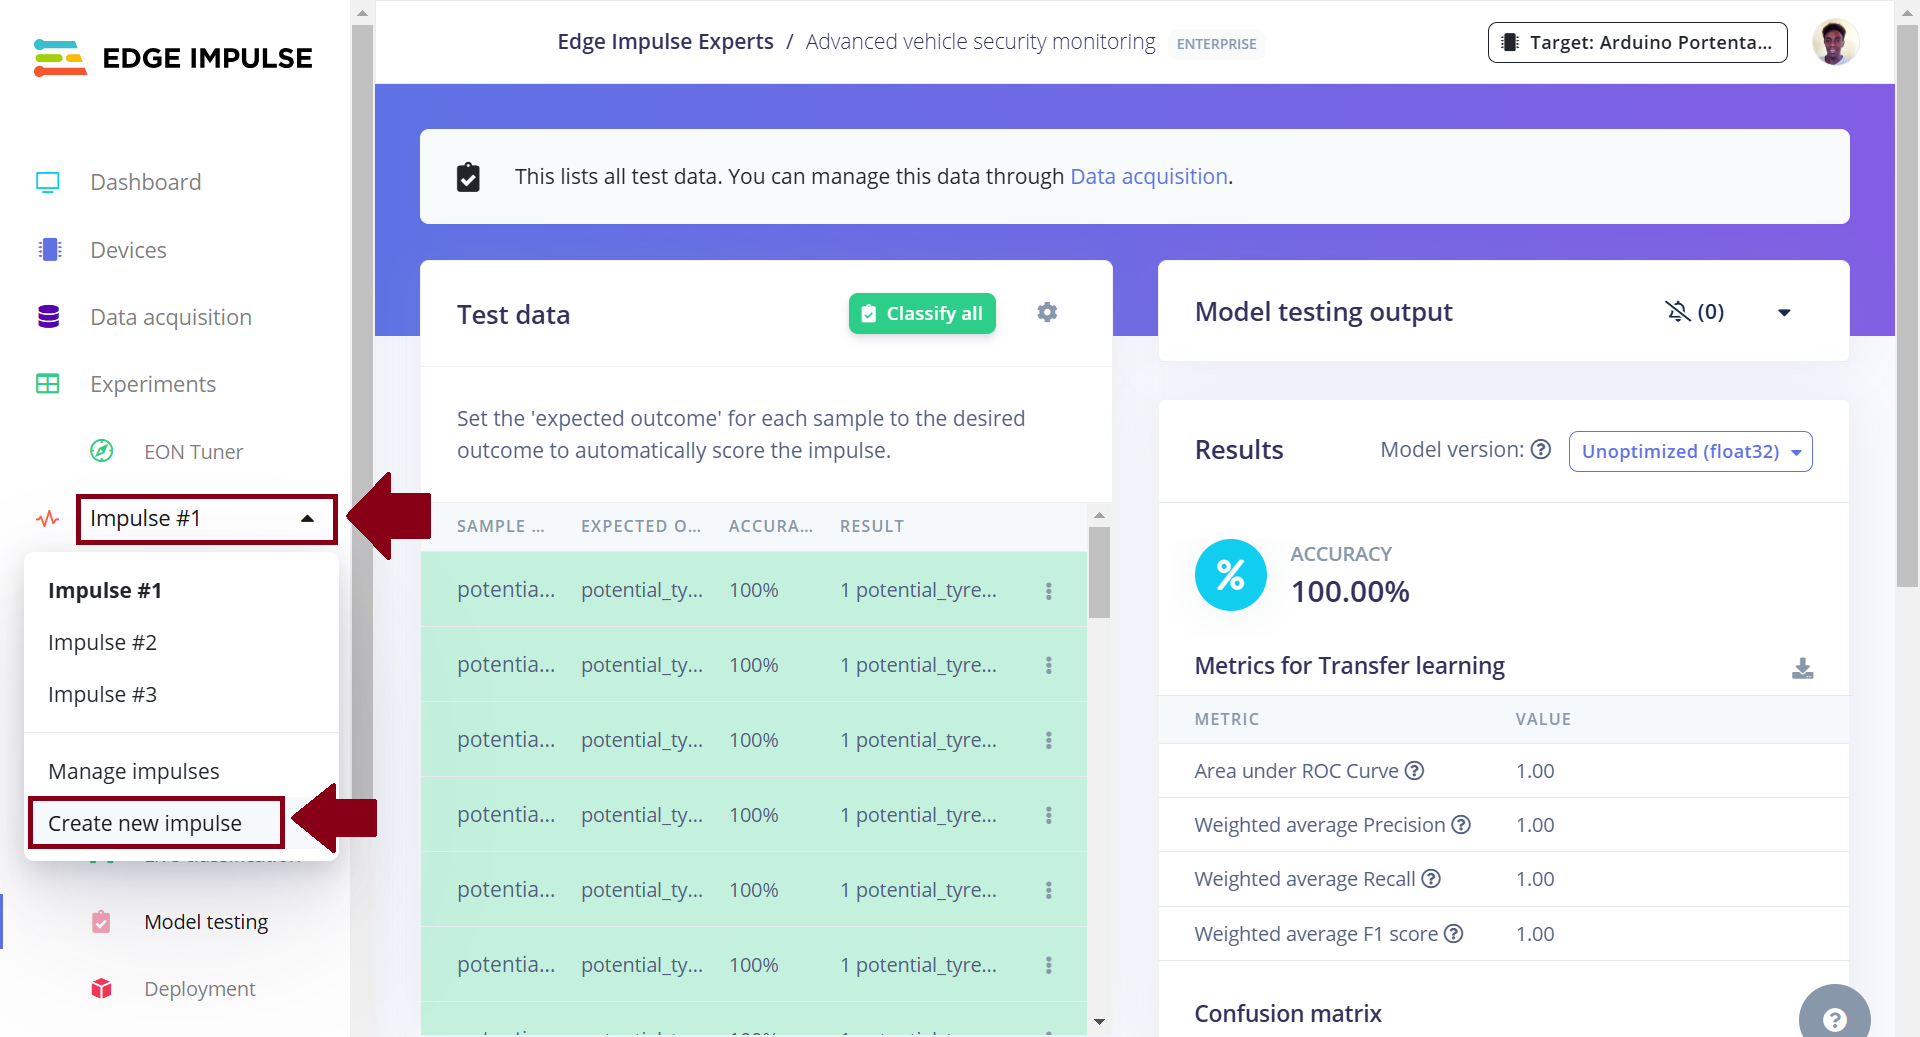 EDGE IMPULSE
Edge Impulse Experts / Advanced vehicle security monitoring ENTERPRISE
Target: Arduino Portenta...
Dashboard
Devices
Data acquisition
Experiments
EON Tuner
Impulse #1
Impulse #1
Impulse #2
Impulse #3
Manage impulses
Create new impulse
Model testing
Deployment
This lists all test data. You can manage this data through Data acquisition.
Test data
Classify all
Set the 'expected outcome' for each sample to the desired
outcome to automatically score the impulse.
SAMPLE ... EXPECTED O... ACCURA... RESULT
potentia... potential_ty... 100% 1 potential_tyre...
potentia... potential_ty... 100% 1 potential_tyre...
potentia... potential_ty... 100% 1 potential_tyre...
potentia... potential_ty... 100% 1 potential_tyre...
potentia... potential_ty... 100% 1 potential_tyre...
potentia... potential_ty... 100% 1 potential_tyre...
Model testing output
(0)
Results
Model version: ?
Unoptimized (float32)
%
ACCURACY
100.00%
Metrics for Transfer learning
METRIC VALUE
Area under ROC Curve ? 1.00
Weighted average Precision ? 1.00
Weighted average Recall ? 1.00
Weighted average F1 score ? 1.00
Confusion matrix
?